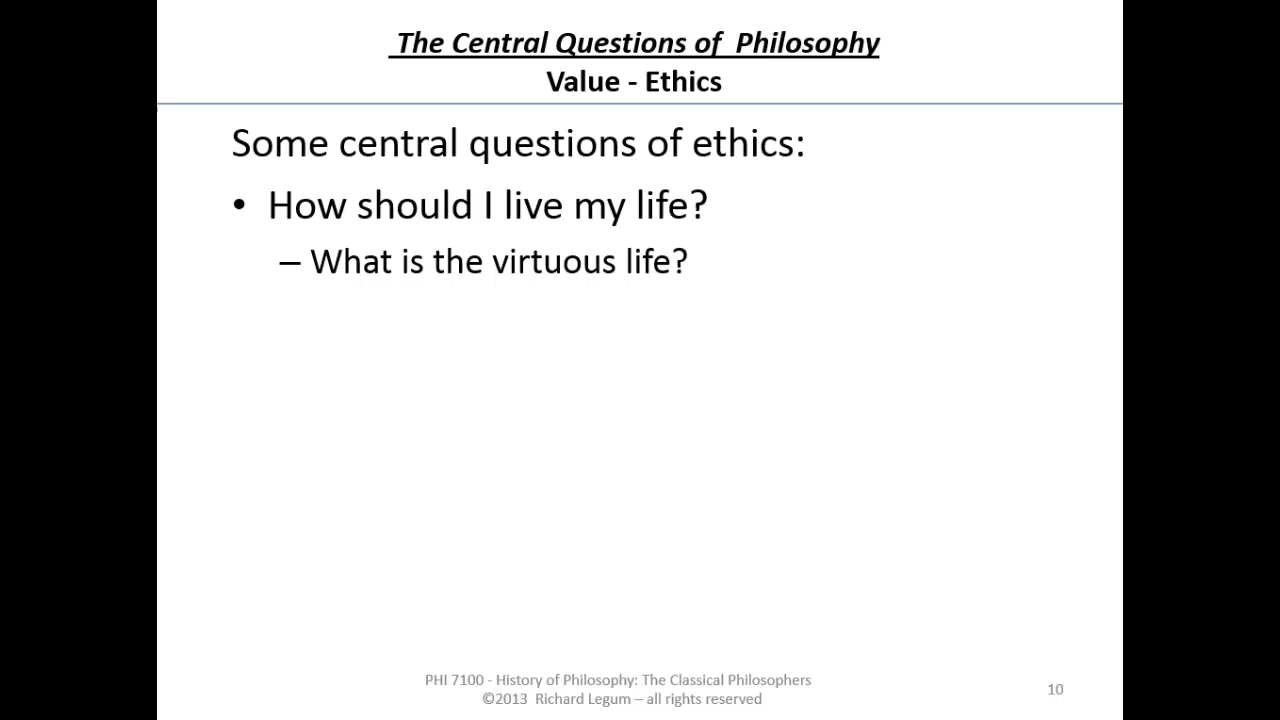 The Central Questions of  Philosophy
Value - Ethics
Some central questions of ethics:
• How should I live my life?
– What is the virtuous life?
PHI 7100 - History of Philosophy: The Classical Philosophers
©2013  Richard Legum – all rights reserved
10